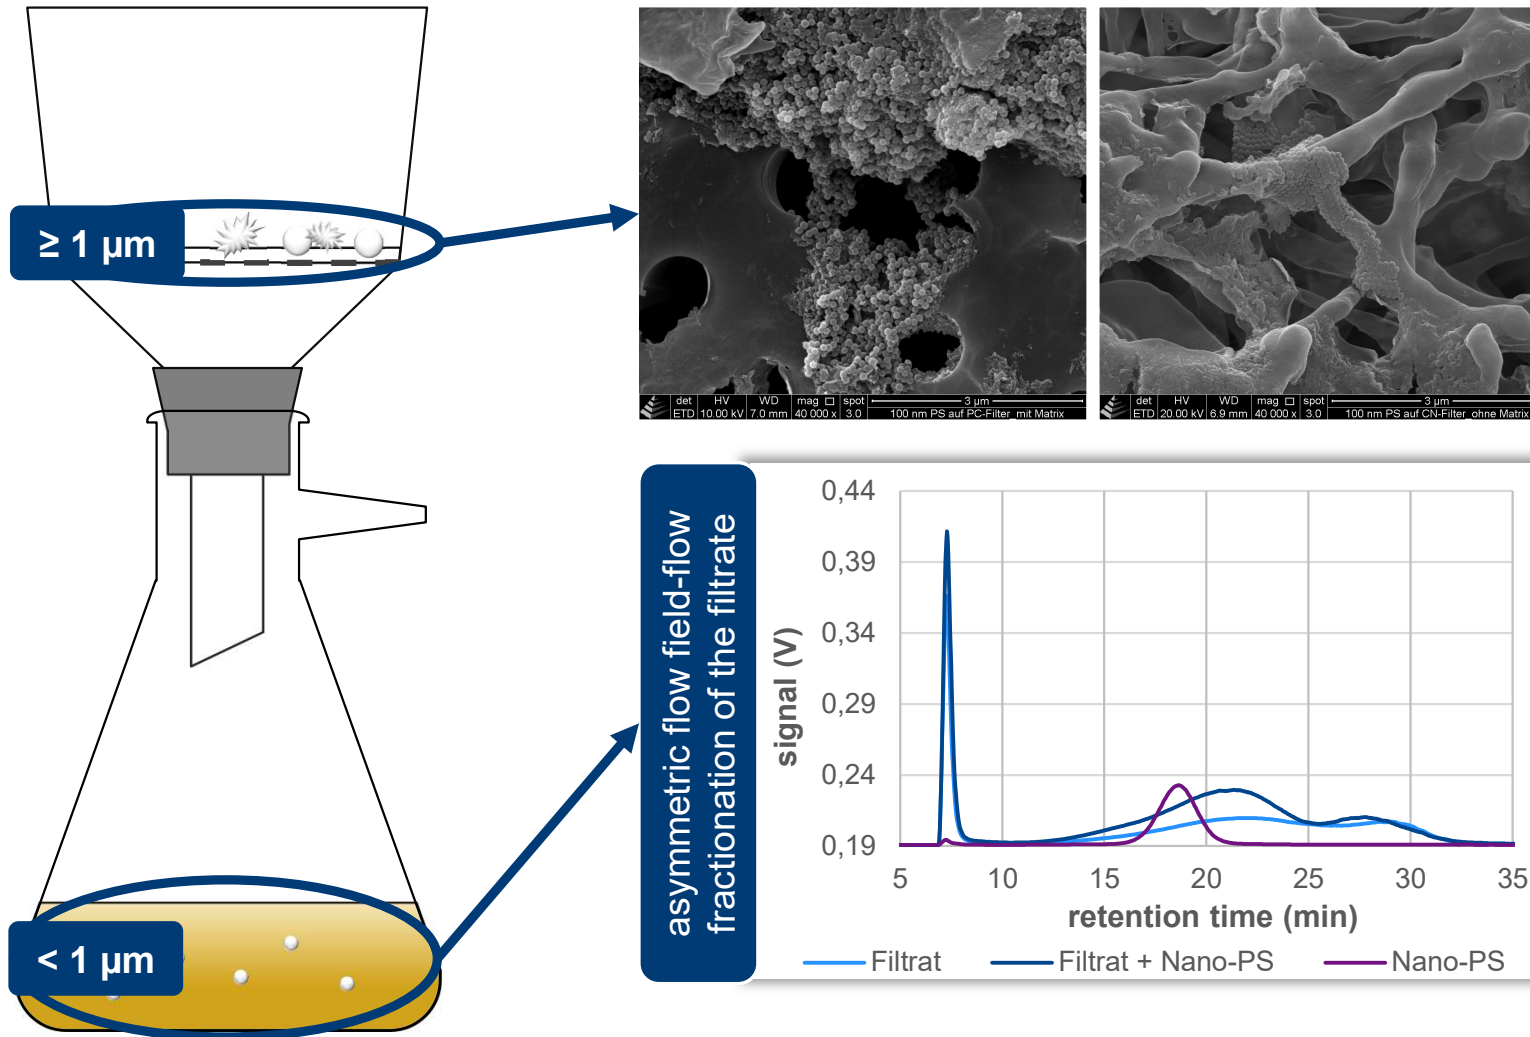 ≥ 1 µm
det HV WD mag □ spot 3 µm
ETD 10.00 kV 7.0 mm 40 000 x 3.0 100 nm PS auf PC-Filter_mit Matrix
det HV WD mag □ spot 3 µm
ETD 20.00 kV 6.9 mm 40 000 x 3.0 100 nm PS auf CN-Filter_ohne Matrix
< 1 µm
asymmetric flow field-flow
fractionation of the filtrate
signal (V)
0,44
0,39
0,34
0,29
0,24
0,19
5 10 15 20 25 30 35
retention time (min)
Filtrat Filtrat + Nano-PS Nano-PS